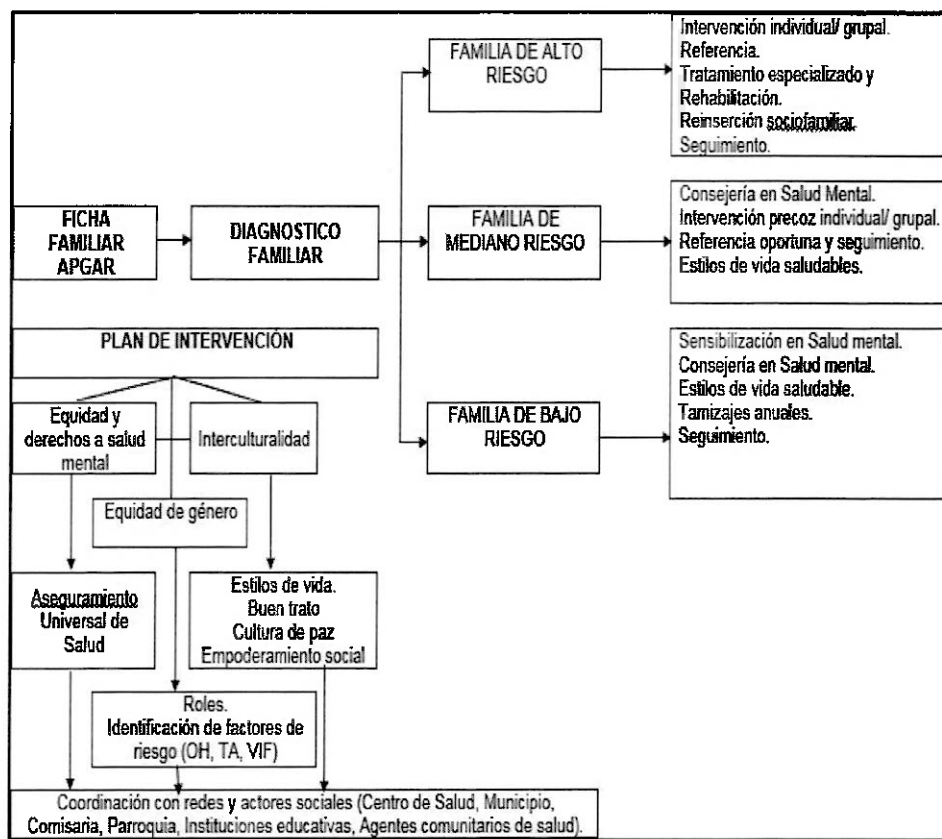 FAMILIA DE ALTO
RIESGO
Intervención individual/ grupal.
Referencia.
Tratamiento especializado y
Rehabilitación.
Reinserción sociofamiliar.
Seguimiento.
FICHA
FAMILIAR
APGAR
DIAGNOSTICO
FAMILIAR
FAMILIA DE
MEDIANO RIESGO
Consejería en Salud Mental.
Intervención precoz individual/ grupal.
Referencia oportuna y seguimiento.
Estilos de vida saludables.
PLAN DE INTERVENCIÓN
Equidad y
derechos a salud
mental
Interculturalidad
Equidad de género
FAMILIA DE BAJO
RIESGO
Sensibilización en Salud mental.
Consejería en Salud mental.
Estilos de vida saludable.
Tamizajes anuales.
Seguimiento.
Aseguramiento
Universal de
Salud
Estilos de vida.
Buen trato
Cultura de paz
Empoderamiento social
Roles.
Identificación de factores de
riesgo (OH, TA, VIF)
Coordinación con redes y actores sociales (Centro de Salud, Municipio,
Comisaria, Parroquia, Instituciones educativas, Agentes comunitarios de salud).